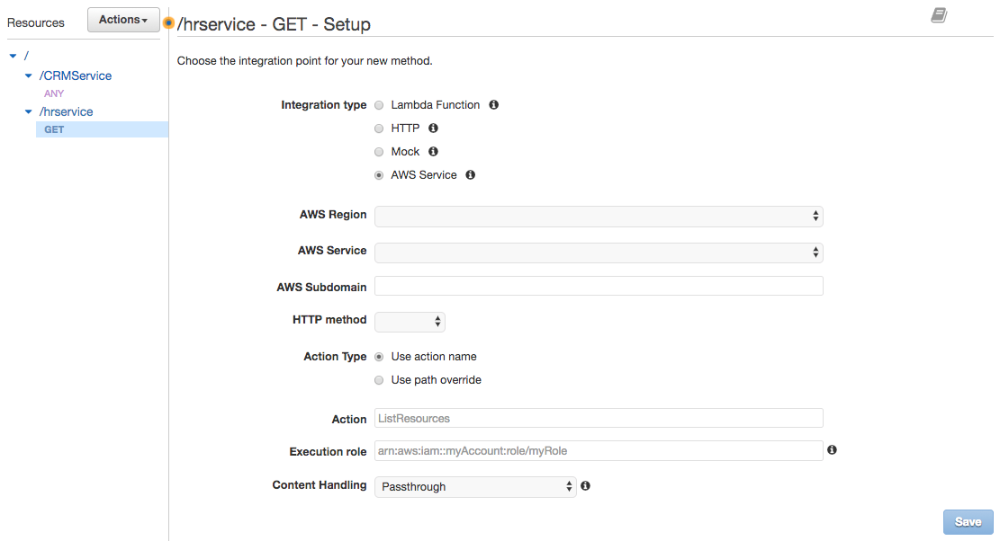 Resources
Actions
/hrservice - GET - Setup
/
/CRMService
ANY
/hrservice
GET
Choose the integration point for your new method.
Integration type
Lambda Function
HTTP
Mock
AWS Service
AWS Region
AWS Service
AWS Subdomain
HTTP method
Action Type
Use action name
Use path override
Action
ListResources
Execution role
arn:aws:iam::myAccount:role/myRole
Content Handling
Passthrough
Save